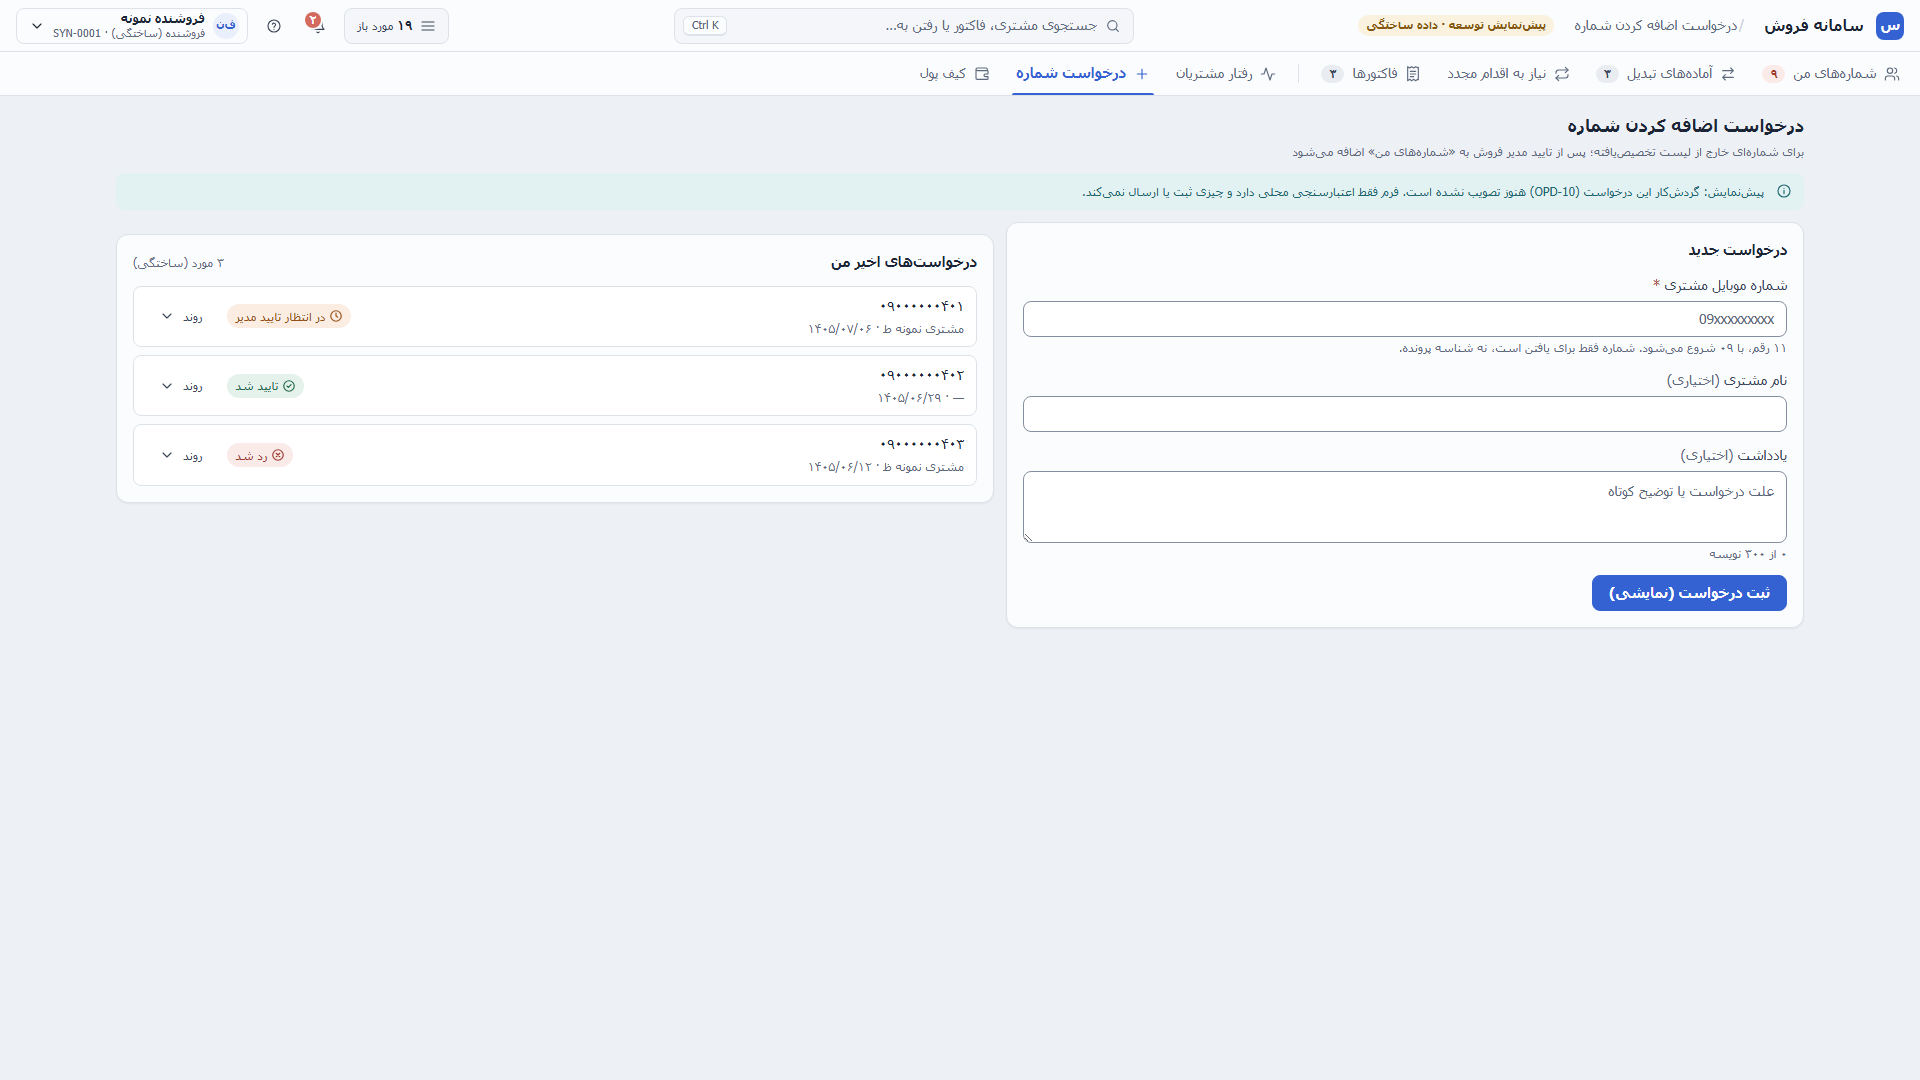 سامانه فروش
/ درخواست اضافه کردن شماره
پیش‌نمایش توسعه · داده ساختگی
جستجوی مشتری، فاکتور یا رفتن به...
Ctrl K
۱۹ مورد باز
۲
فروشنده نمونه
فروشنده (ساختگی) · SYN-0001
ف‌ن
شماره‌های من ۹
آماده‌های تبدیل ۳
نیاز به اقدام مجدد
فاکتورها ۳
رفتار مشتریان
درخواست شماره
کیف پول
درخواست اضافه کردن شماره
برای شماره‌ای خارج از لیست تخصیص‌یافته؛ پس از تایید مدیر فروش به «شماره‌های من» اضافه می‌شود
پیش‌نمایش: گردش‌کار این درخواست (OPD-10) هنوز تصویب نشده است. فرم فقط اعتبارسنجی محلی دارد و چیزی ثبت یا ارسال نمی‌کند.
درخواست جدید
شماره موبایل مشتری *
09xxxxxxxxx
۱۱ رقم، با ۰۹ شروع می‌شود. شماره فقط برای یافتن است، نه شناسه پرونده.
نام مشتری (اختیاری)
یادداشت (اختیاری)
علت درخواست یا توضیح کوتاه
۰ از ۳۰۰ نویسه
ثبت درخواست (نمایشی)
درخواست‌های اخیر من
۳ مورد (ساختگی)
۰۹۰۰۰۰۰۰۴۰۱
مشتری نمونه ط · ۱۴۰۵/۰۷/۰۶
در انتظار تایید مدیر
روند
۰۹۰۰۰۰۰۰۴۰۲
— · ۱۴۰۵/۰۶/۲۹
تایید شد
روند
۰۹۰۰۰۰۰۰۴۰۳
مشتری نمونه ظ · ۱۴۰۵/۰۶/۱۲
رد شد
روند